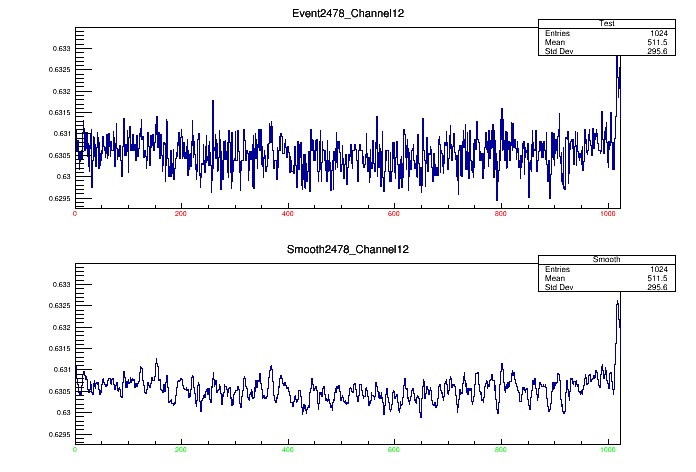 Event2478_Channel12
Test
Entries 1024
Mean 511.5
Std Dev 295.6
0.633
0.6325
0.632
0.6315
0.631
0.6305
0.63
0.6295
0 200 400 600 800 1000
Smooth2478_Channel12
Smooth
Entries 1024
Mean 511.5
Std Dev 295.6
0.633
0.6325
0.632
0.6315
0.631
0.6305
0.63
0.6295
0 200 400 600 800 1000